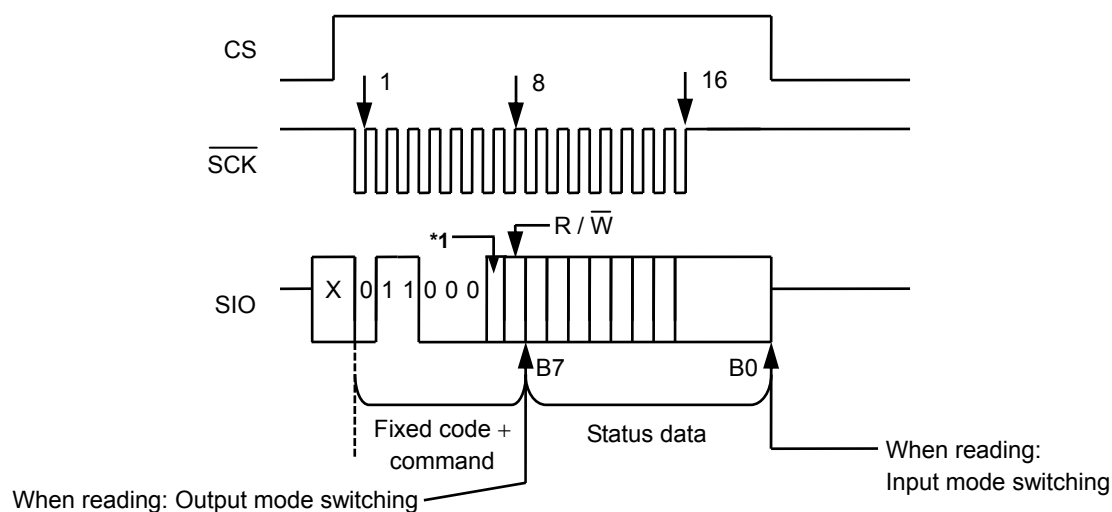 CS
1
8
16
S̅C̅K̅
*1
R / W̅
SIO
X 0 1 1 0 0 0
B7
B0
Fixed code +
command
Status data
When reading:
Input mode switching
When reading: Output mode switching